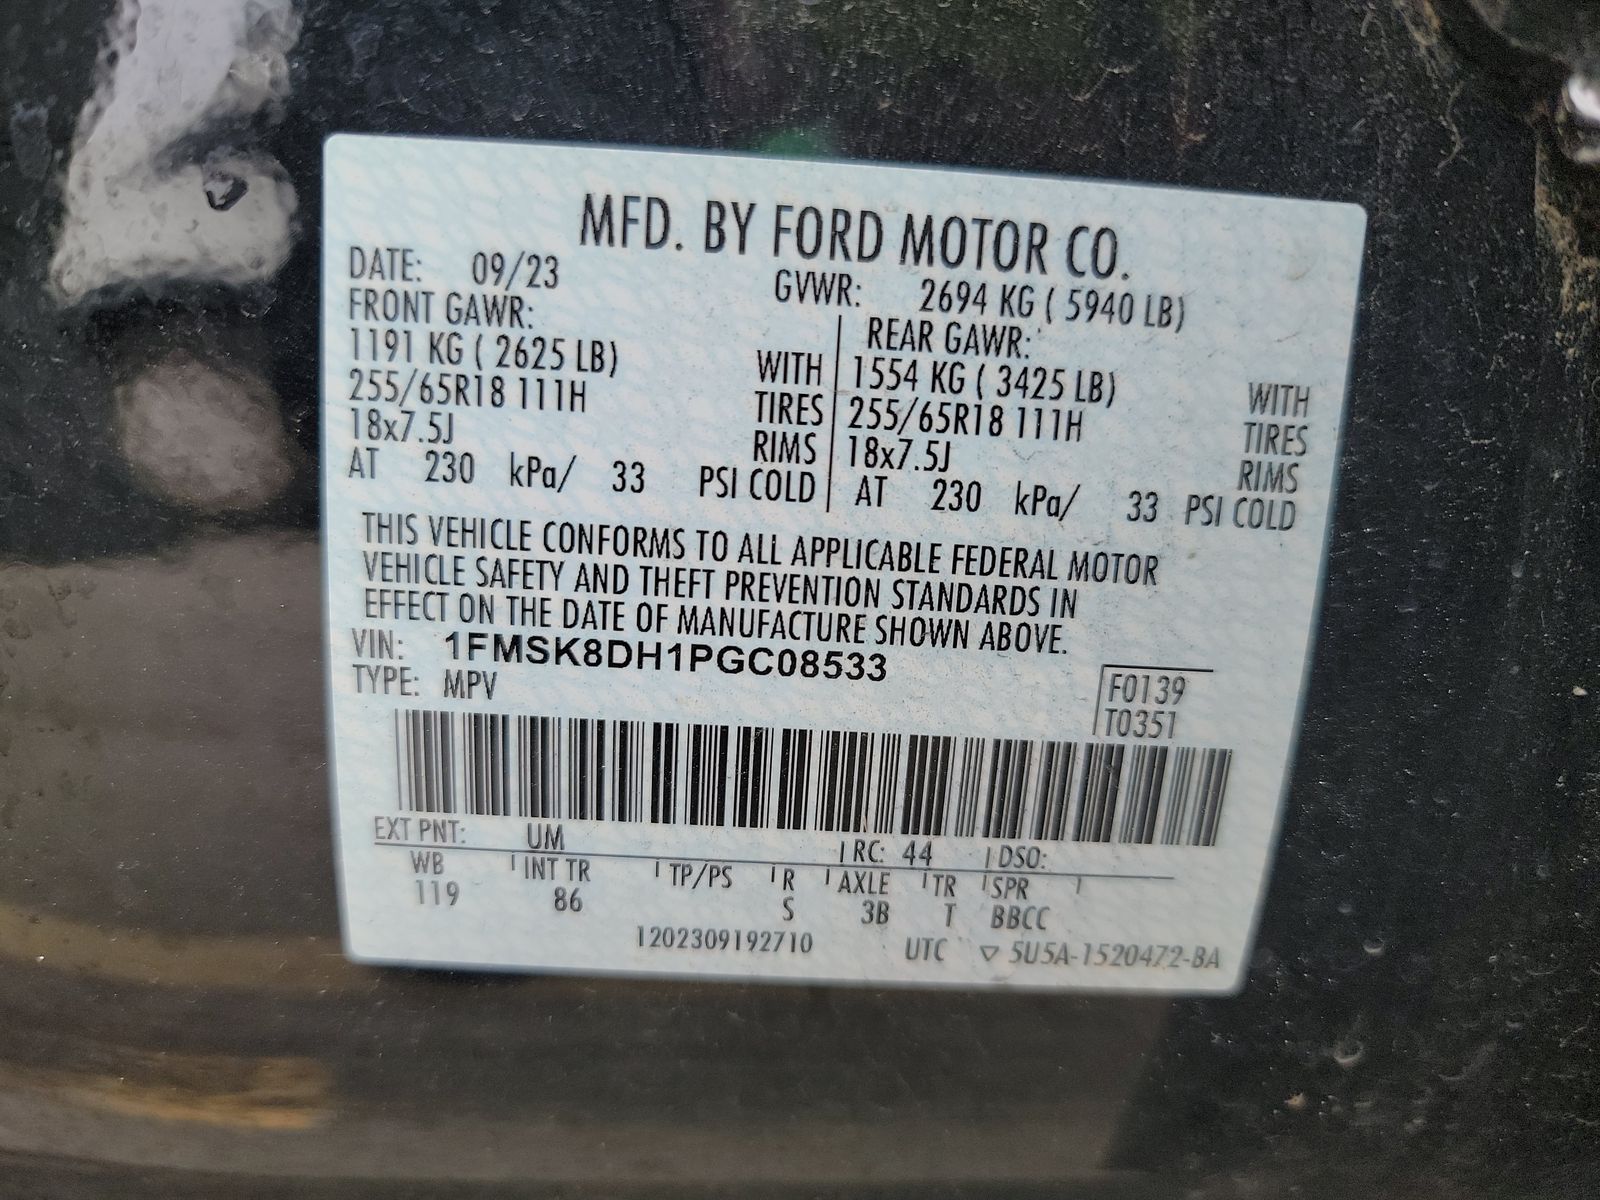 MFD. BY FORD MOTOR CO.
DATE: 09/23 GVWR: 2694 KG ( 5940 LB)
FRONT GAWR: REAR GAWR:
1191 KG ( 2625 LB) WITH 1554 KG ( 3425 LB) WITH
255/65R18 111H TIRES 255/65R18 111H TIRES
18x7.5J RIMS 18x7.5J RIMS
AT 230 kPa/ 33 PSI COLD AT 230 kPa/ 33 PSI COLD
THIS VEHICLE CONFORMS TO ALL APPLICABLE FEDERAL MOTOR
VEHICLE SAFETY AND THEFT PREVENTION STANDARDS IN
EFFECT ON THE DATE OF MANUFACTURE SHOWN ABOVE.
VIN: 1FMSK8DH1PGC08533
TYPE: MPV F0139
T0351
EXT PNT: UM RC: 44 DSO:
WB INT TR TP/PS R AXLE TR SPR
119 86 S 3B T BBCC
1202309192710 UTC ▽ 5U5A-1520472-BA